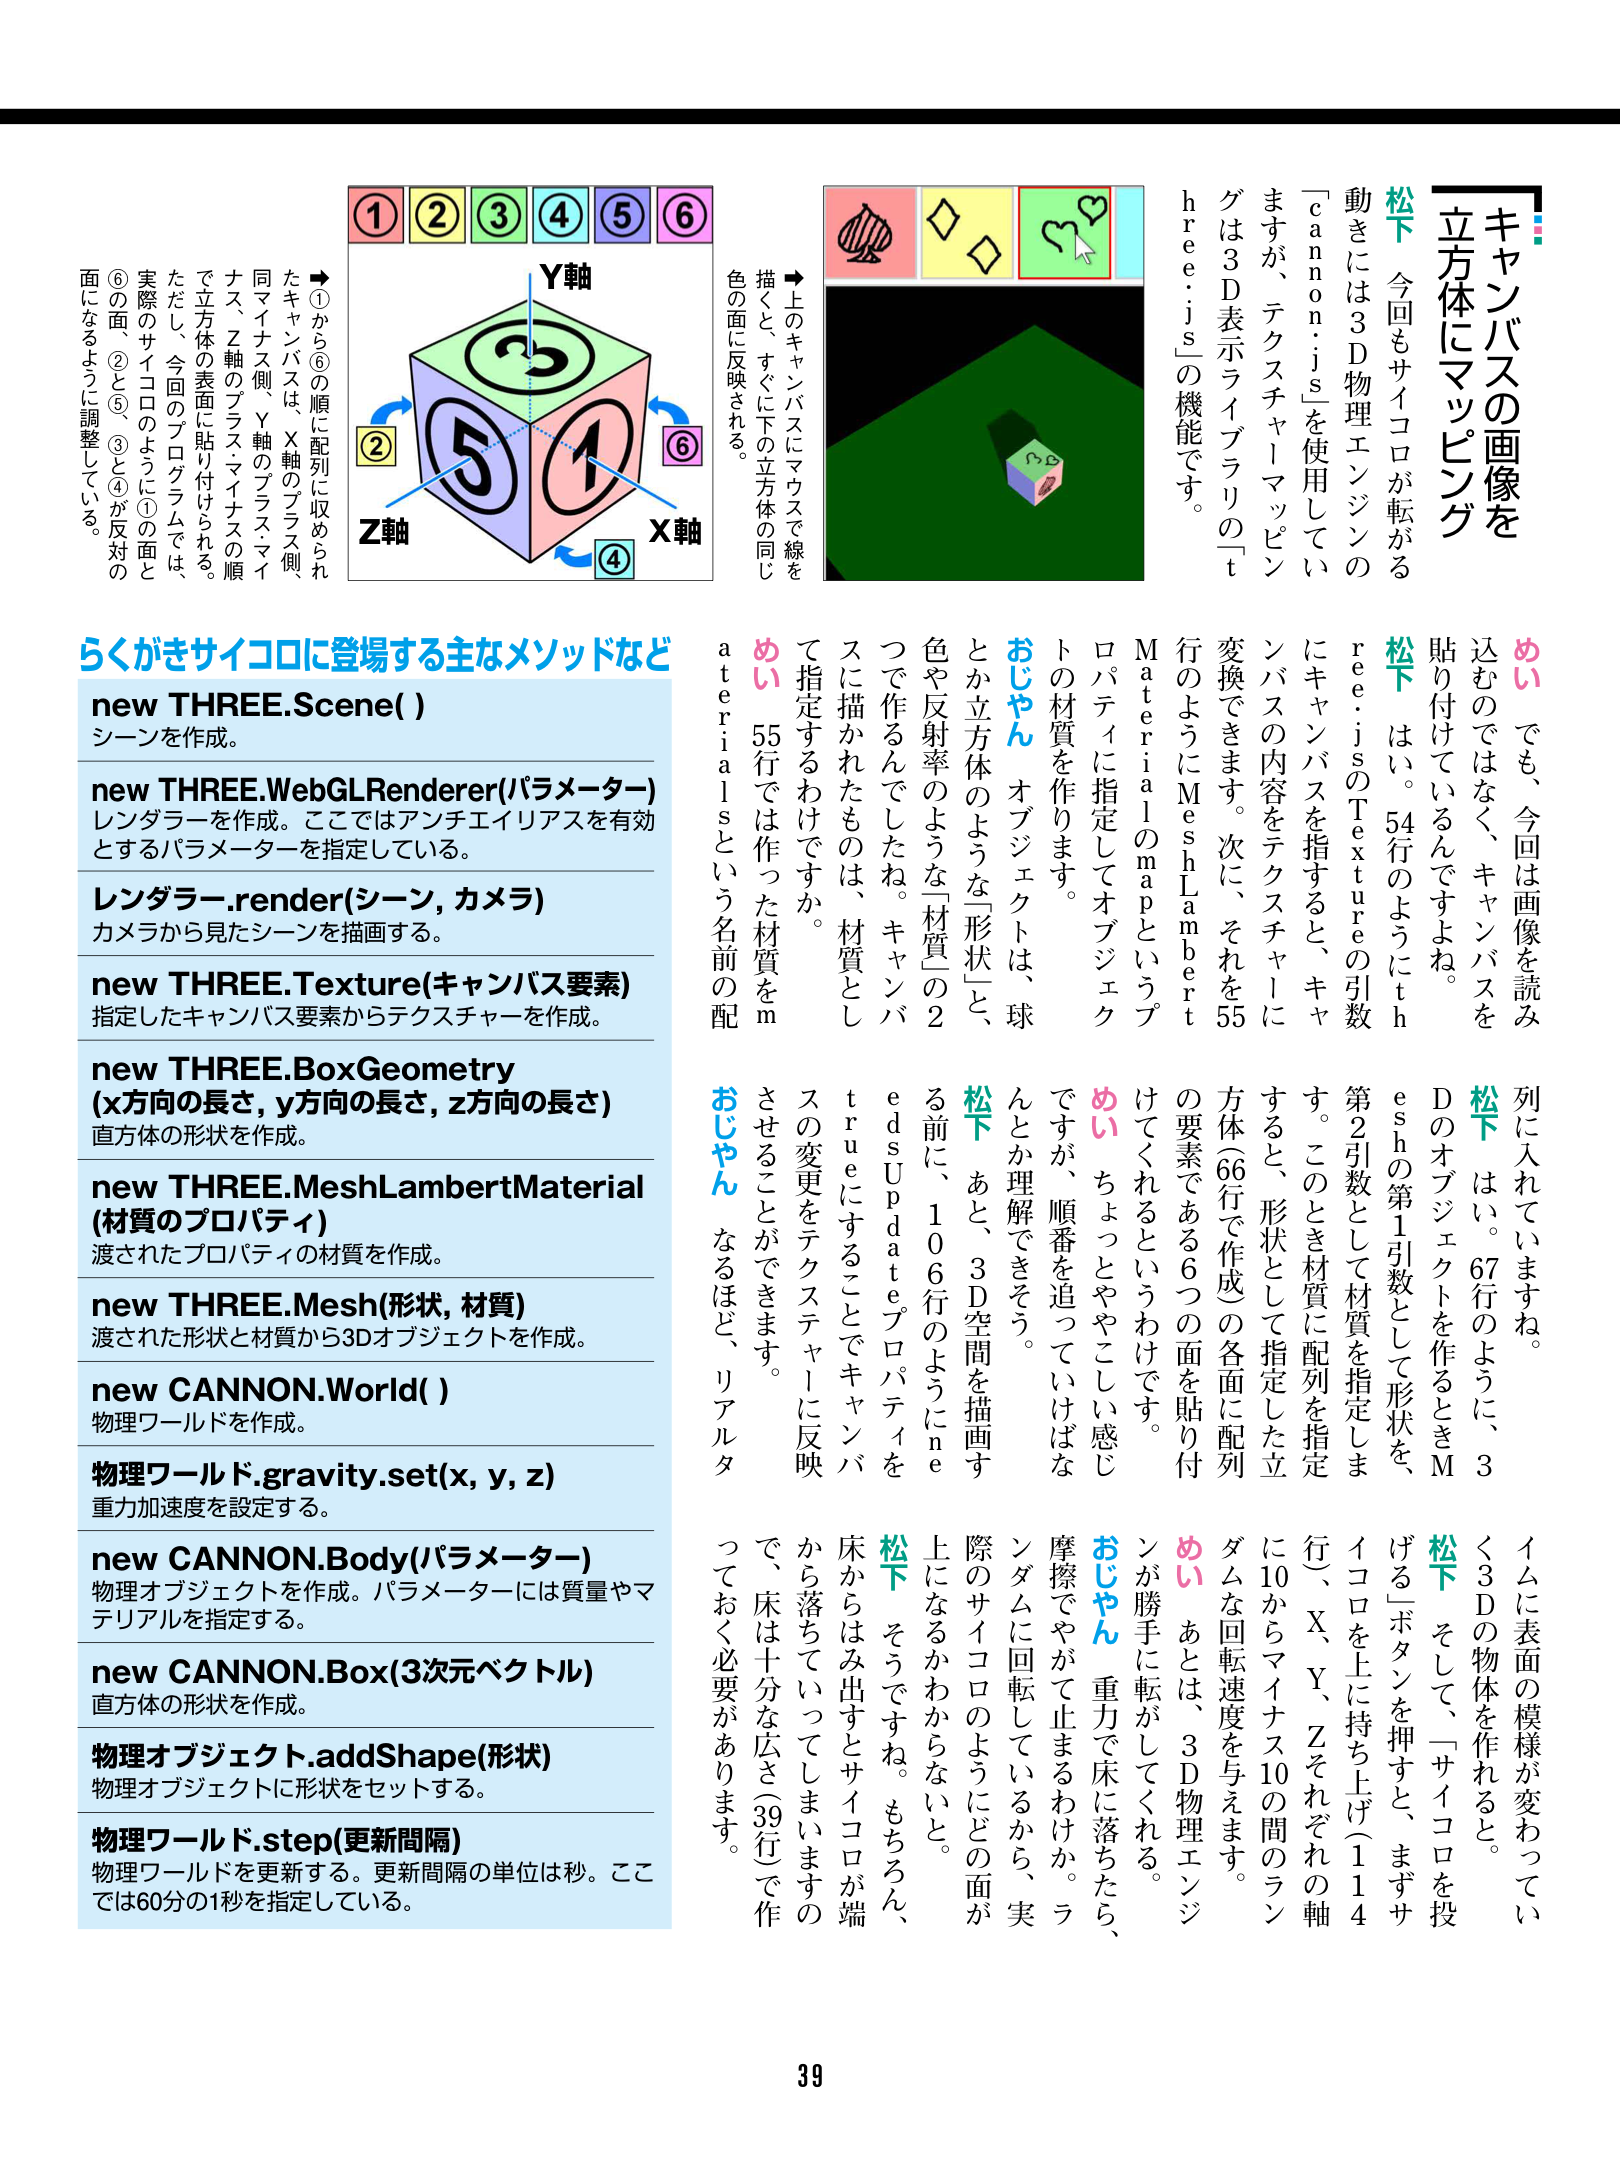 キャンバスの画像を
立方体にマッピング
松下　今回もサイコロが転がる
動きには３Ｄ物理エンジンの
「cannon.js」を使用してい
ますが、テクスチャーマッピン
グは３Ｄ表示ライブラリの「t
hree.js」の機能です。
➡上のキャンバスにマウスで線を
描くと、すぐに下の立方体の同じ
色の面に反映される。
① ② ③ ④ ⑤ ⑥
Y軸
3
5
1
②
⑥
Z軸
X軸
④
➡①から⑥の順に配列に収められ
たキャンバスは、X軸のプラス側、
同マイナス側、Y軸のプラス・マイ
ナス、Z軸のプラス・マイナスの順
で立方体の表面に貼り付けられる。
ただし、今回のプログラムでは、
実際のサイコロのように①の面と
⑥の面、②と⑤、③と④が反対の
面になるように調整している。
めい　でも、今回は画像を読み
込むのではなく、キャンバスを
貼り付けているんですよね。
松下　はい。54行のようにth
ree.jsのTextureの引数
にキャンバスを指すると、キャ
ンバスの内容をテクスチャーに
変換できます。次に、それを55
行のようにMeshLambert
Materialのmapというプ
ロパティに指定してオブジェク
トの材質を作ります。
おじやん　オブジェクトは、球
とか立方体のような「形状」と、
色や反射率のような「材質」の２
つで作るんでしたね。キャンバ
スに描かれたものは、材質とし
て指定するわけですか。
めい　55行では作った材質をm
aterialsという名前の配
列に入れていますね。
松下　はい。67行のように、３
Ｄのオブジェクトを作るときM
eshの第１引数として形状を、
第２引数として材質を指定しま
す。このとき材質に配列を指定
すると、形状として指定した立
方体（66行で作成）の各面に配列
の要素である６つの面を貼り付
けてくれるというわけです。
めい　ちょっとややこしい感じ
ですが、順番を追っていけばな
んとか理解できそう。
松下　あと、３Ｄ空間を描画す
る前に、106行のようにne
edsUpdateプロパティを
trueにすることでキャンバ
スの変更をテクスチャーに反映
させることができます。
おじやん　なるほど、リアルタ
イムに表面の模様が変わってい
く３Ｄの物体を作れると。
松下　そして、「サイコロを投
げる」ボタンを押すと、まずサ
イコロを上に持ち上げ（114
行）、X、Y、Zそれぞれの軸
に10からマイナス10の間のラン
ダムな回転速度を与えます。
めい　あとは、３Ｄ物理エンジ
ンが勝手に転がしてくれる。
おじやん　重力で床に落ちたら、
摩擦でやがて止まるわけか。ラ
ンダムに回転しているから、実
際のサイコロのようにどの面が
上になるかわからないと。
松下　そうですね。もちろん、
床からはみ出すとサイコロが端
から落ちていってしまいますの
で、床は十分な広さ（39行）で作
っておく必要があります。
らくがきサイコロに登場する主なメソッドなど
new THREE.Scene( )
シーンを作成。
new THREE.WebGLRenderer(パラメーター)
レンダラーを作成。ここではアンチエイリアスを有効
とするパラメーターを指定している。
レンダラー.render(シーン, カメラ)
カメラから見たシーンを描画する。
new THREE.Texture(キャンバス要素)
指定したキャンバス要素からテクスチャーを作成。
new THREE.BoxGeometry
(x方向の長さ, y方向の長さ, z方向の長さ)
直方体の形状を作成。
new THREE.MeshLambertMaterial
(材質のプロパティ)
渡されたプロパティの材質を作成。
new THREE.Mesh(形状, 材質)
渡された形状と材質から3Dオブジェクトを作成。
new CANNON.World( )
物理ワールドを作成。
物理ワールド.gravity.set(x, y, z)
重力加速度を設定する。
new CANNON.Body(パラメーター)
物理オブジェクトを作成。パラメーターには質量やマ
テリアルを指定する。
new CANNON.Box(3次元ベクトル)
直方体の形状を作成。
物理オブジェクト.addShape(形状)
物理オブジェクトに形状をセットする。
物理ワールド.step(更新間隔)
物理ワールドを更新する。更新間隔の単位は秒。ここ
では60分の1秒を指定している。
39